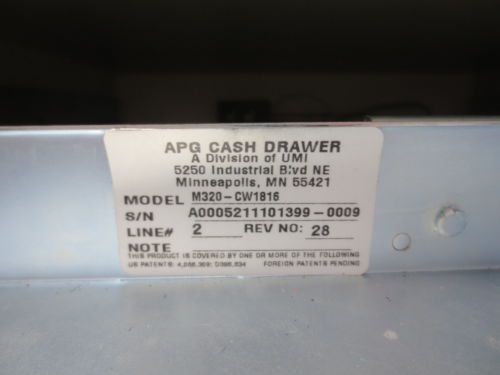 APG CASH DRAWER
A Division of UMI
5250 Industrial Blvd NE
Minneapolis, MN 55421
MODEL M320-CW1816
S/N A0005211101399-0009
LINE# 2 REV NO: 28
NOTE
THIS PRODUCT IS COVERED BY ONE OR MORE OF THE FOLLOWING
US PATENTS: FOREIGN PATENTS PENDING